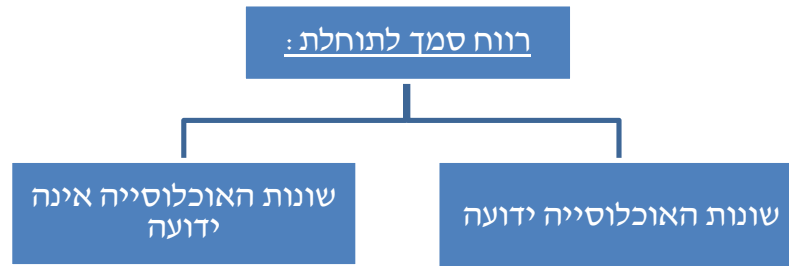 רווח סמך לתוחלת :
שונות האוכלוסייה ידועה
שונות האוכלוסייה אינה
ידועה